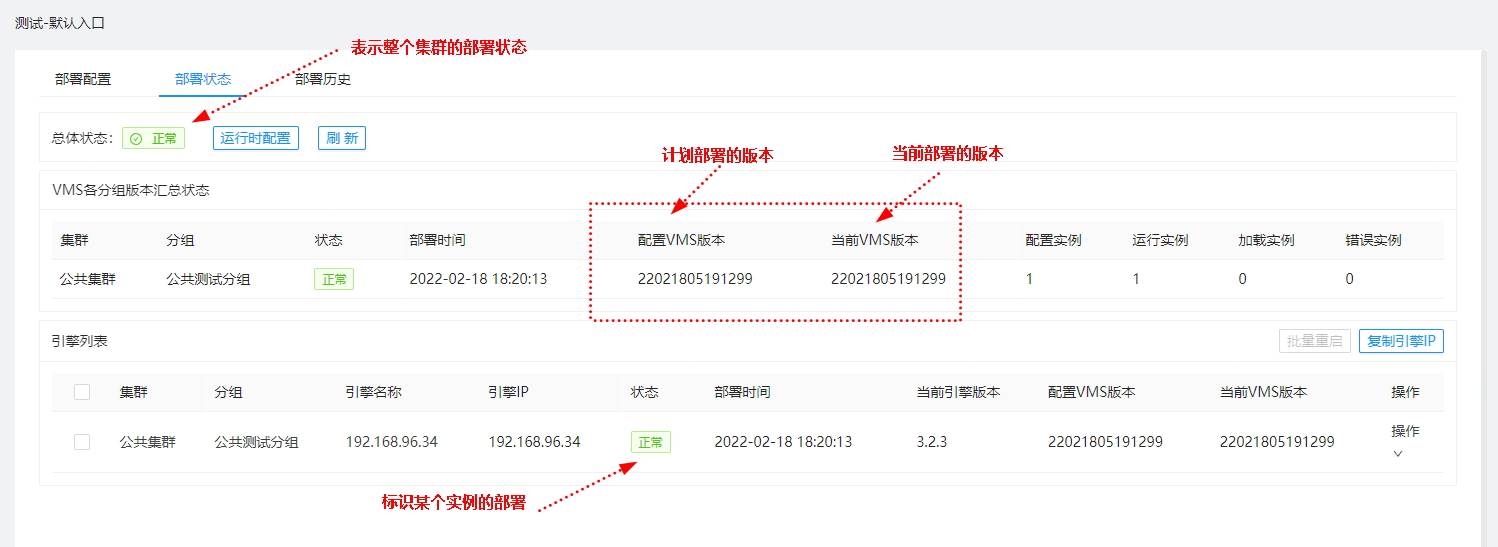 测试-默认入口
表示整个集群的部署状态
部署配置 部署状态 部署历史
总体状态: 正常 运行时配置 刷 新
计划部署的版本 当前部署的版本
VMS各分组版本汇总状态
集群 分组 状态 部署时间 配置VMS版本 当前VMS版本 配置实例 运行实例 加载实例 错误实例
公共集群 公共测试分组 正常 2022-02-18 18:20:13 22021805191299 22021805191299 1 1 0 0
引擎列表 批量重启 复制引擎IP
集群 分组 引擎名称 引擎IP 状态 部署时间 当前引擎版本 配置VMS版本 当前VMS版本 操作
公共集群 公共测试分组 192.168.96.34 192.168.96.34 正常 2022-02-18 18:20:13 3.2.3 22021805191299 22021805191299 操作
标识某个实例的部署